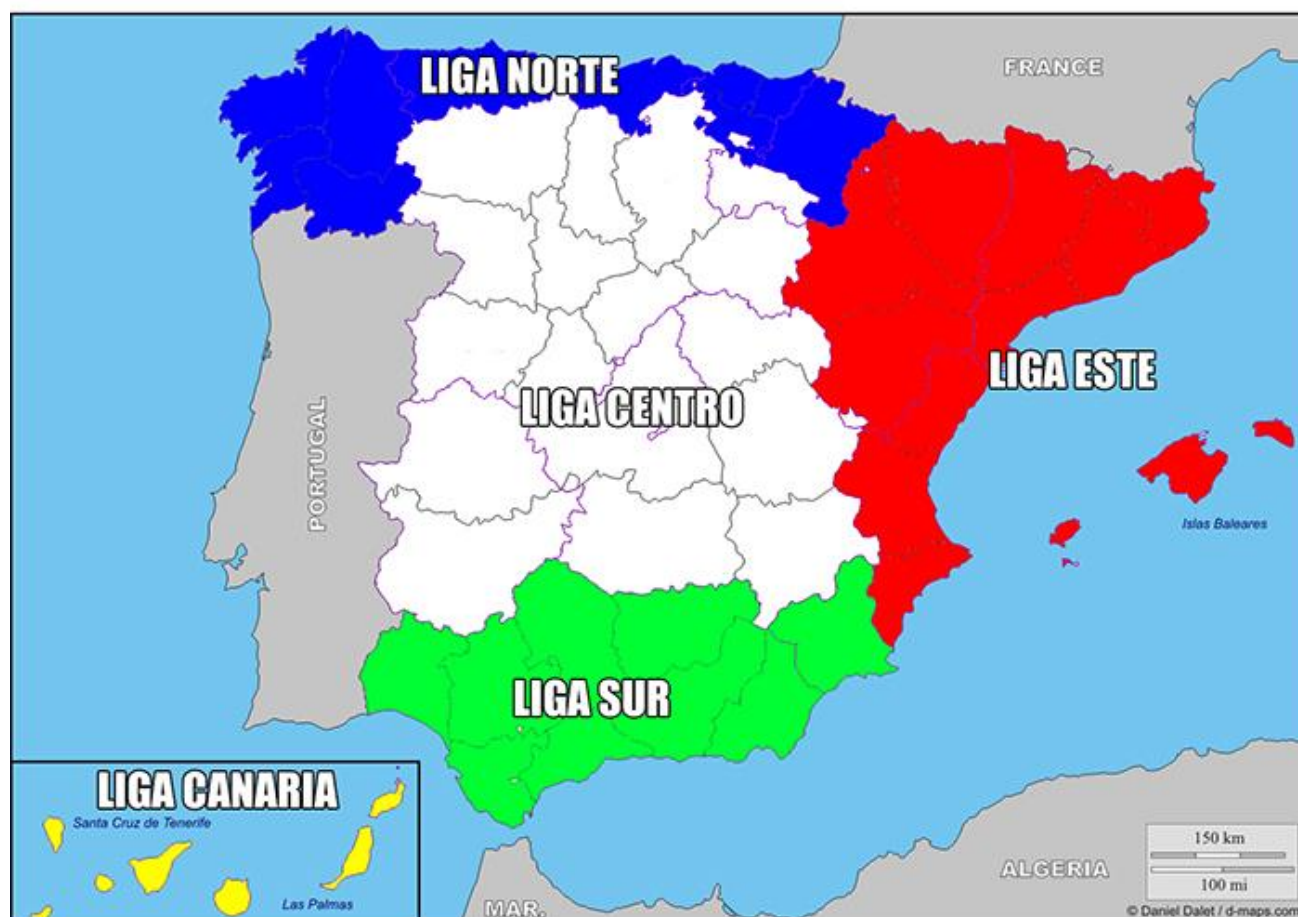 LIGA NORTE
FRANCE
LIGA ESTE
LIGA CENTRO
PORTUGAL
Islas Baleares
LIGA SUR
LIGA CANARIA
Santa Cruz de Tenerife
Las Palmas
MAR.
ALGERIA
150 km
100 mi
© Daniel Dalet / d-maps.com